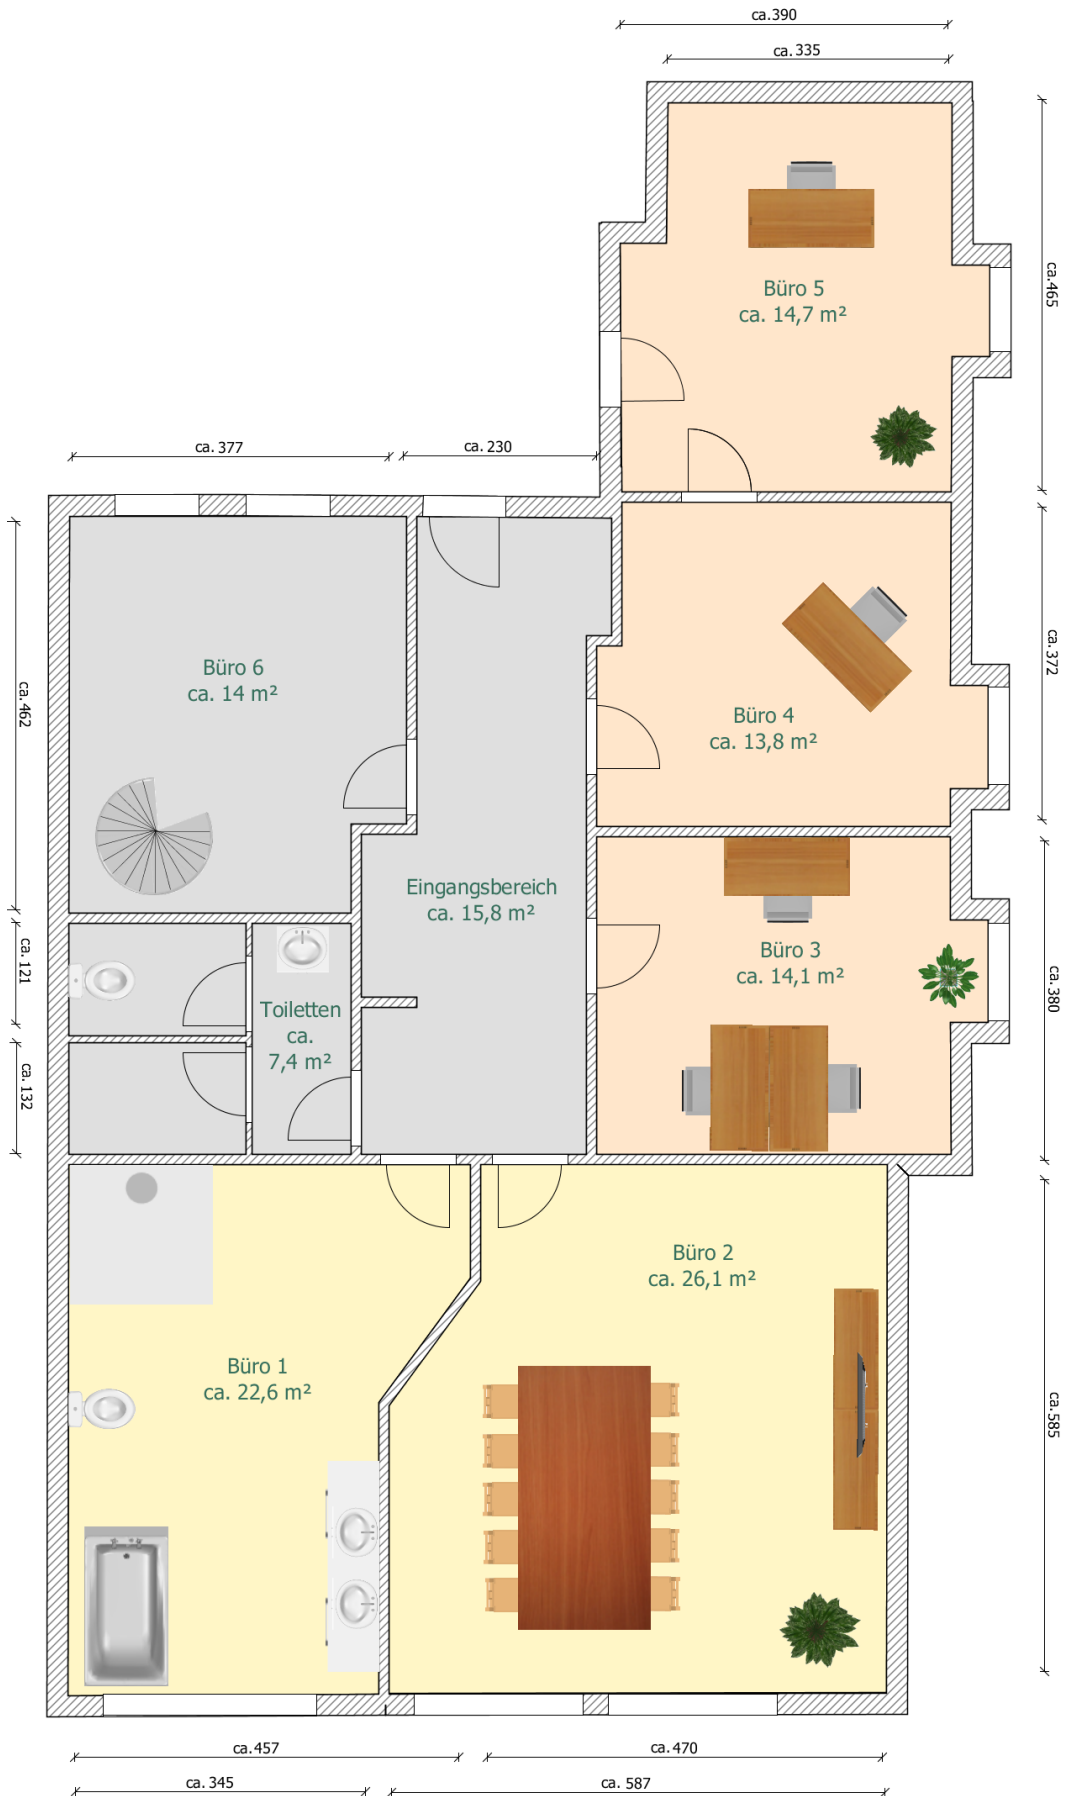 ca. 390
ca. 335
Büro 5
ca. 14,7 m²
ca. 465
ca. 377
ca. 230
Büro 6
ca. 14 m²
ca. 462
Büro 4
ca. 13,8 m²
ca. 372
Eingangsbereich
ca. 15,8 m²
Büro 3
ca. 14,1 m²
ca. 380
ca. 121
Toiletten
ca.
7,4 m²
ca. 132
Büro 2
ca. 26,1 m²
Büro 1
ca. 22,6 m²
ca. 585
ca. 457
ca. 470
ca. 345
ca. 587